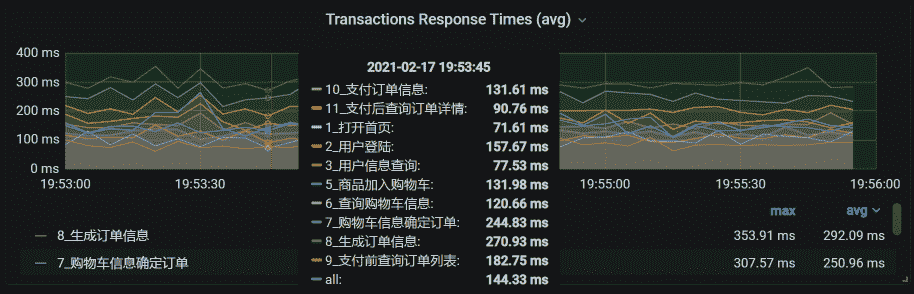 Transactions Response Times (avg)
400 ms
300 ms
200 ms
100 ms
0 ms
19:53:00
19:53:30
19:55:00
19:55:30
19:56:00
2021-02-17 19:53:45
10_支付订单信息: 131.61 ms
11_支付后查询订单详情: 90.76 ms
1_打开首页: 71.61 ms
2_用户登陆: 157.67 ms
3_用户信息查询: 77.53 ms
5_商品加入购物车: 131.98 ms
6_查询购物车信息: 120.66 ms
7_购物车信息确定订单: 244.83 ms
8_生成订单信息: 270.93 ms
9_支付前查询订单列表: 182.75 ms
all: 144.33 ms
max avg
8_生成订单信息 353.91 ms 292.09 ms
7_购物车信息确定订单 307.57 ms 250.96 ms